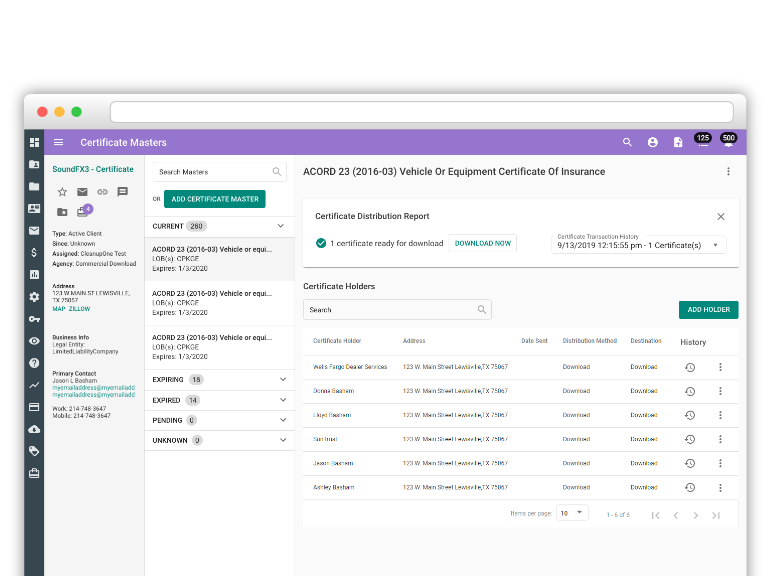 Certificate Masters
125
500
SoundFX3 - Certificate
4
Type: Active Client
Since: Unknown
Assigned: CleanupOne Test
Agency: Commercial Download
Address
123 W MAIN ST LEWISVILLE,
TX 75057
MAP ZILLOW
Business Info
Legal Entity:
LimitedLiabilityCompany
Primary Contact
Jason L Basham
myemailaddress@myemailadd
myemailaddress@myemailadd
Work: 214-748-3647
Mobile: 214-748-3647
Search Masters
OR ADD CERTIFICATE MASTER
CURRENT 280
ACORD 23 (2016-03) Vehicle or equi...
LOB(s): CPKGE
Expires: 1/3/2020
ACORD 23 (2016-03) Vehicle or equi...
LOB(s): CPKGE
Expires: 1/3/2020
ACORD 23 (2016-03) Vehicle or equi...
LOB(s): CPKGE
Expires: 1/3/2020
EXPIRING 18
EXPIRED 14
PENDING 0
UNKNOWN 0
ACORD 23 (2016-03) Vehicle Or Equipment Certificate Of Insurance
Certificate Distribution Report
1 certificate ready for download DOWNLOAD NOW
Certificate Transaction History
9/13/2019 12:15:55 pm - 1 Certificate(s)
Certificate Holders
Search
ADD HOLDER
Certificate Holder Address Date Sent Distribution Method Destination History
Wells Fargo Dealer Services 123 W. Main Street Lewisville,TX 75067 Download Download
Donna Basham 123 W. Main Street Lewisville,TX 75067 Download Download
Lloyd Basham 123 W. Main Street Lewisville,TX 75067 Download Download
Suntrust 123 W. Main Street Lewisville,TX 75067 Download Download
Jason Basham 123 W. Main Street Lewisville,TX 75067 Download Download
Ashley Basham 123 W. Main Street Lewisville,TX 75067 Download Download
Items per page: 10 1 - 6 of 6